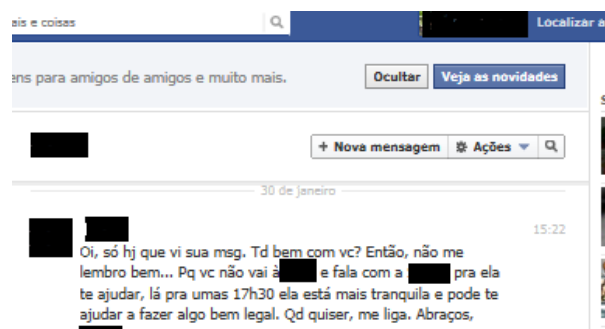 ais e coisas
Localizar a
ens para amigos de amigos e muito mais.
Ocultar
Veja as novidades
+ Nova mensagem
Ações
30 de janeiro
15:22
Oi, só hj que vi sua msg. Td bem com vc? Então, não me
lembro bem... Pq vc não vai à e fala com a pra ela
te ajudar, lá pra umas 17h30 ela está mais tranquila e pode te
ajudar a fazer algo bem legal. Qd quiser, me liga. Abraços,